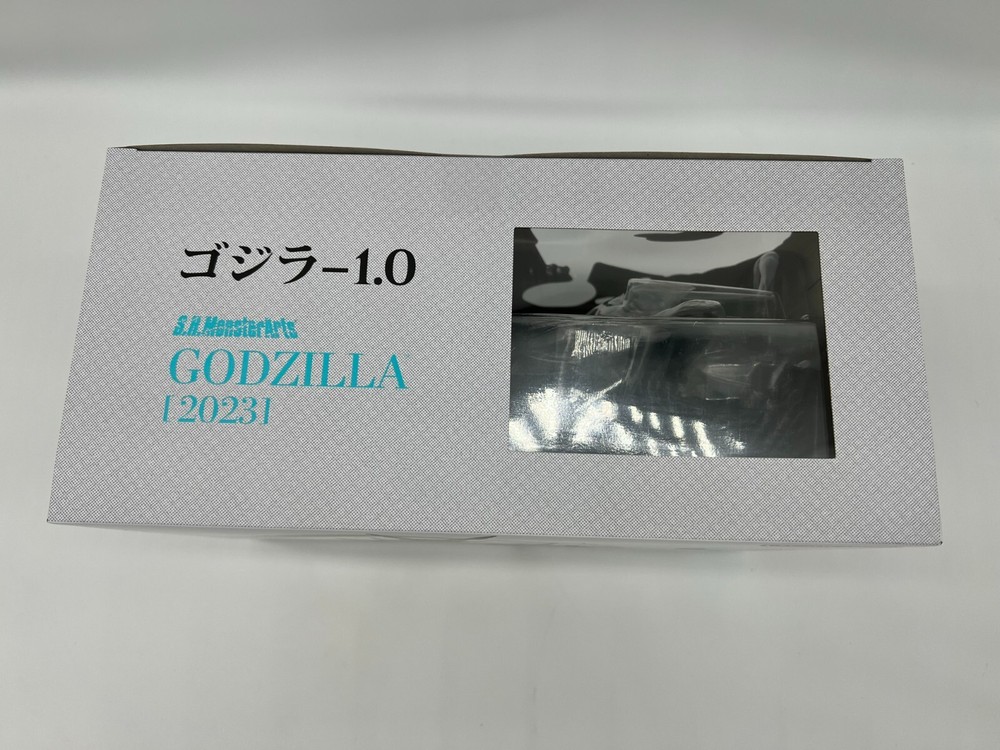 ゴジラ-1.0
S.H.MonsterArts
GODZILLA
[2023]